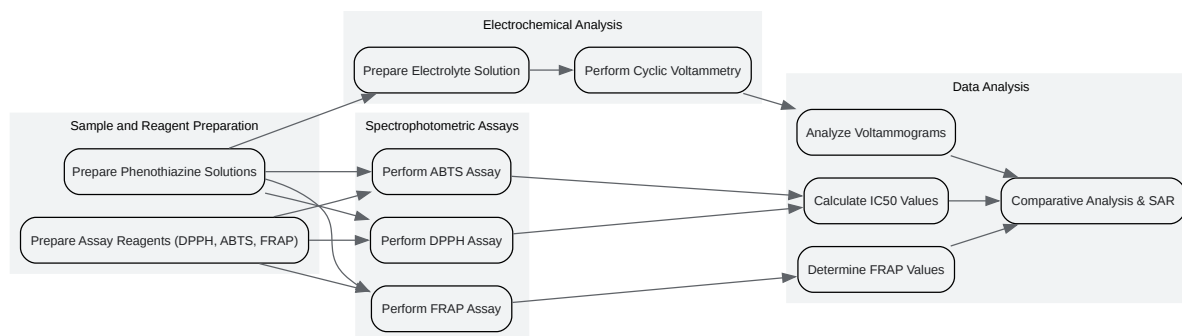 Electrochemical Analysis
Prepare Electrolyte Solution
Perform Cyclic Voltammetry
Data Analysis
Sample and Reagent Preparation
Spectrophotometric Assays
Analyze Voltammograms
Prepare Phenothiazine Solutions
Perform ABTS Assay
Calculate IC50 Values
Comparative Analysis & SAR
Prepare Assay Reagents (DPPH, ABTS, FRAP)
Perform DPPH Assay
Determine FRAP Values
Perform FRAP Assay